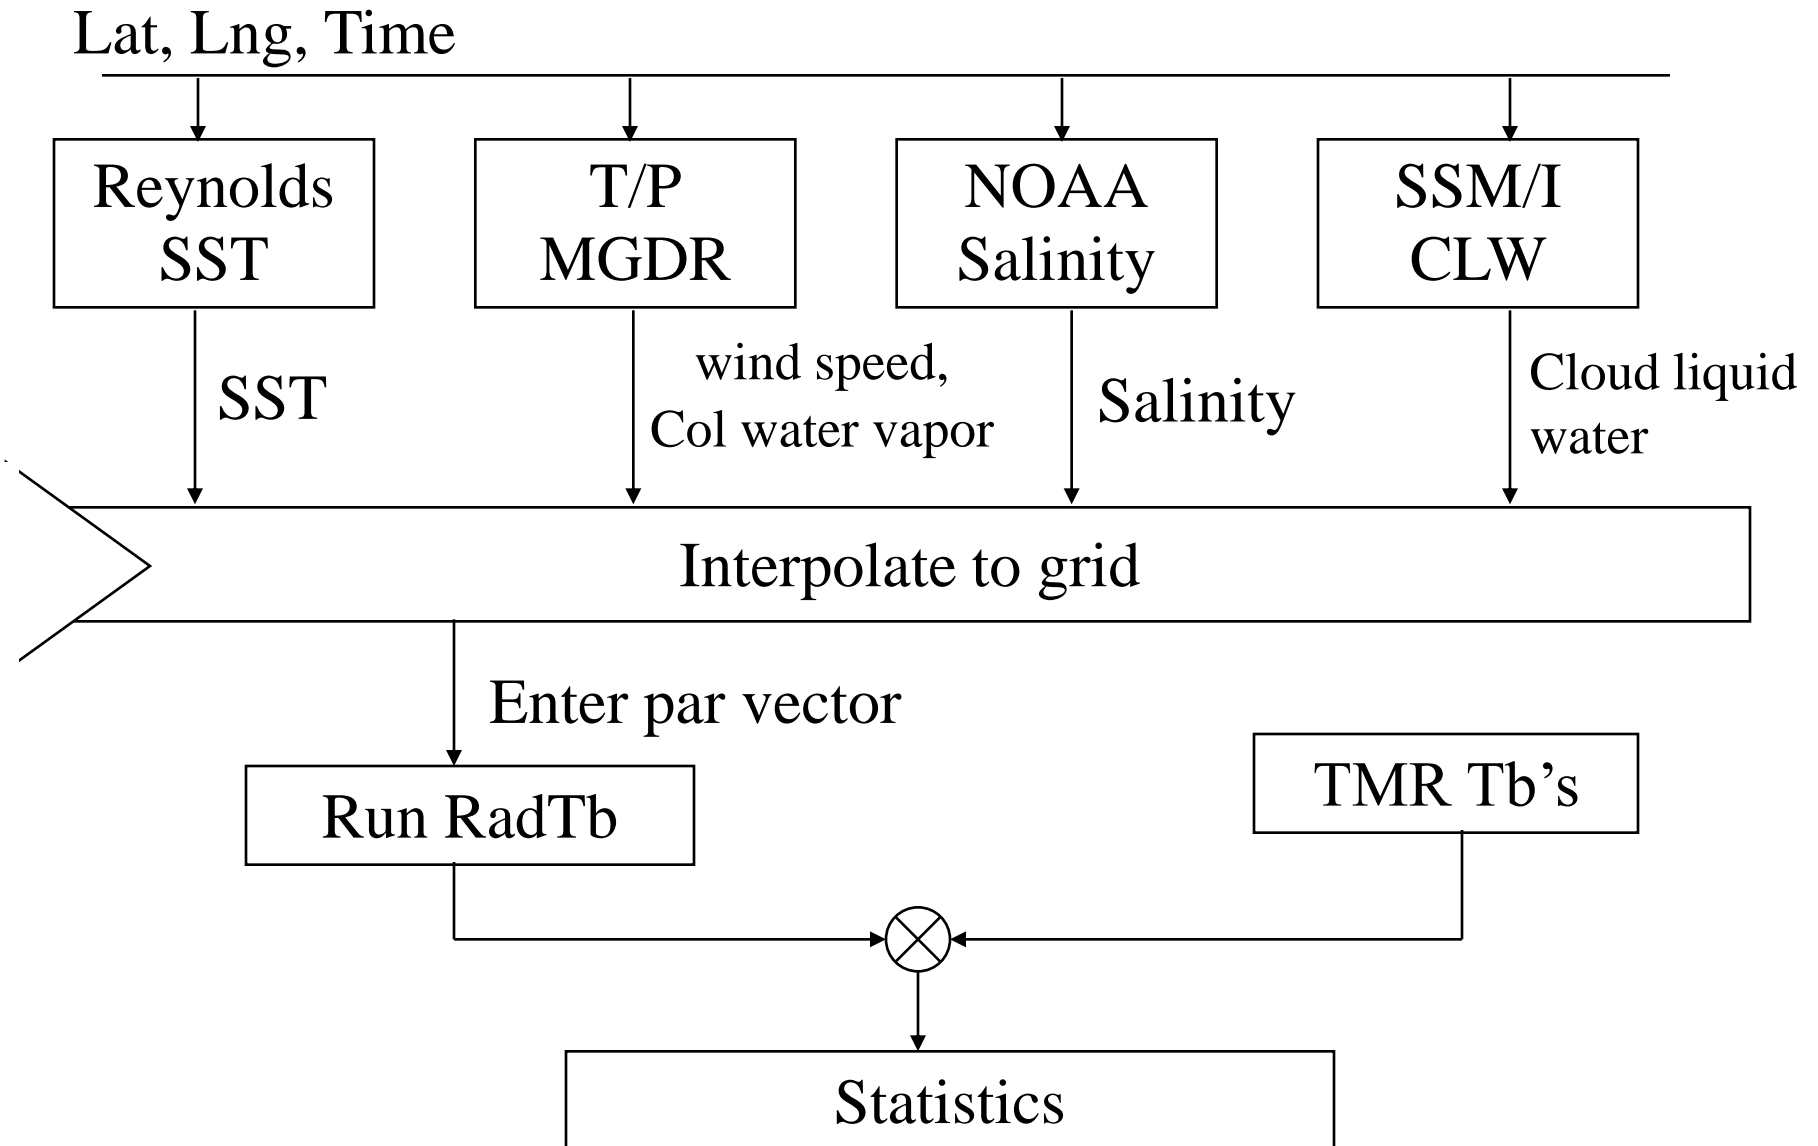 Lat, Lng, Time
Reynolds
SST
T/P
MGDR
NOAA
Salinity
SSM/I
CLW
SST
wind speed,
Col water vapor
Salinity
Cloud liquid
water
Interpolate to grid
Enter par vector
Run RadTb
TMR Tb’s
Statistics